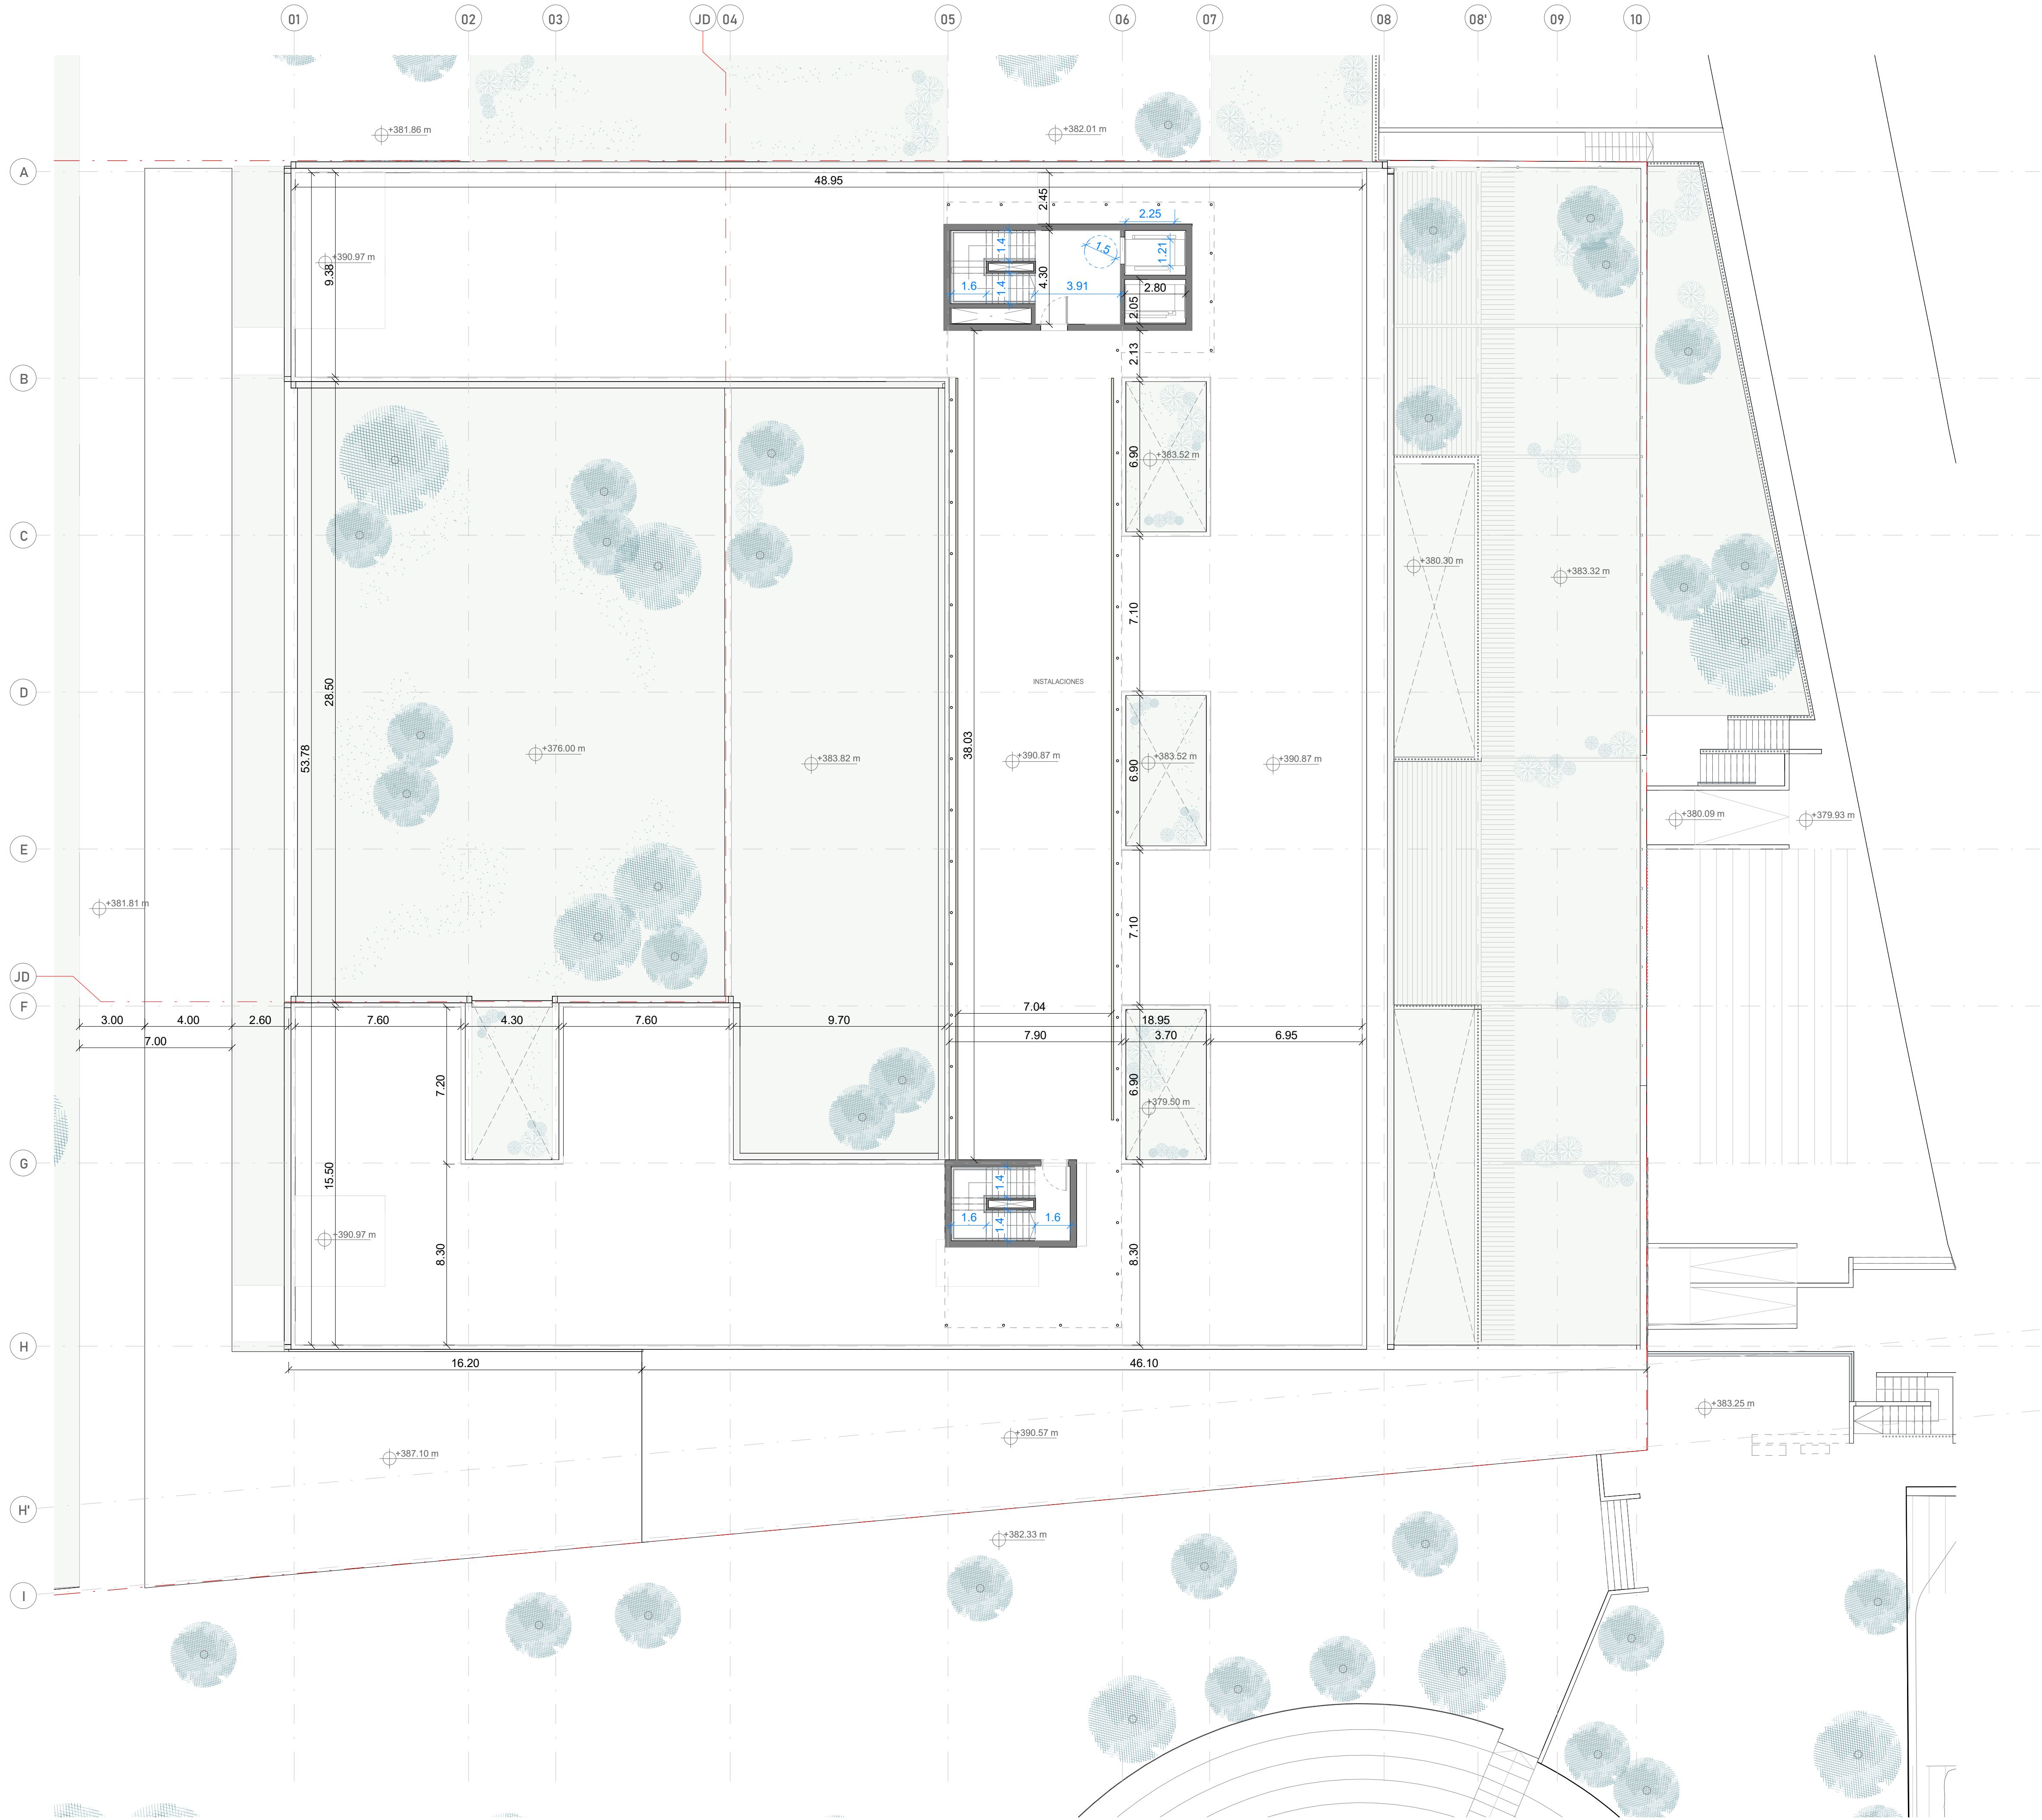 01 02 03 JD 04 05 06 07 08 08' 09 10
+381.86 m
+382.01 m
A
48.95
2.45
2.25
1.4
1.5
1.21
+390.97 m
9.38
4.30
1.6
1.4
3.91
2.80
2.05
2.13
B
6.90
+383.52 m
C
+380.30 m
+383.32 m
7.10
INSTALACIONES
D
28.50
53.78
38.03
+376.00 m
+383.82 m
+390.87 m
6.90
+383.52 m
+390.87 m
+380.09 m
+379.93 m
E
+381.81 m
7.10
JD
F
3.00
4.00
2.60
7.60
4.30
7.60
9.70
7.04
18.95
7.00
7.90
3.70
6.95
7.20
6.90
+379.50 m
G
15.50
1.4
1.6
1.4
1.6
+390.97 m
8.30
8.30
H
16.20
46.10
+383.25 m
+387.10 m
+390.57 m
H'
+382.33 m
I